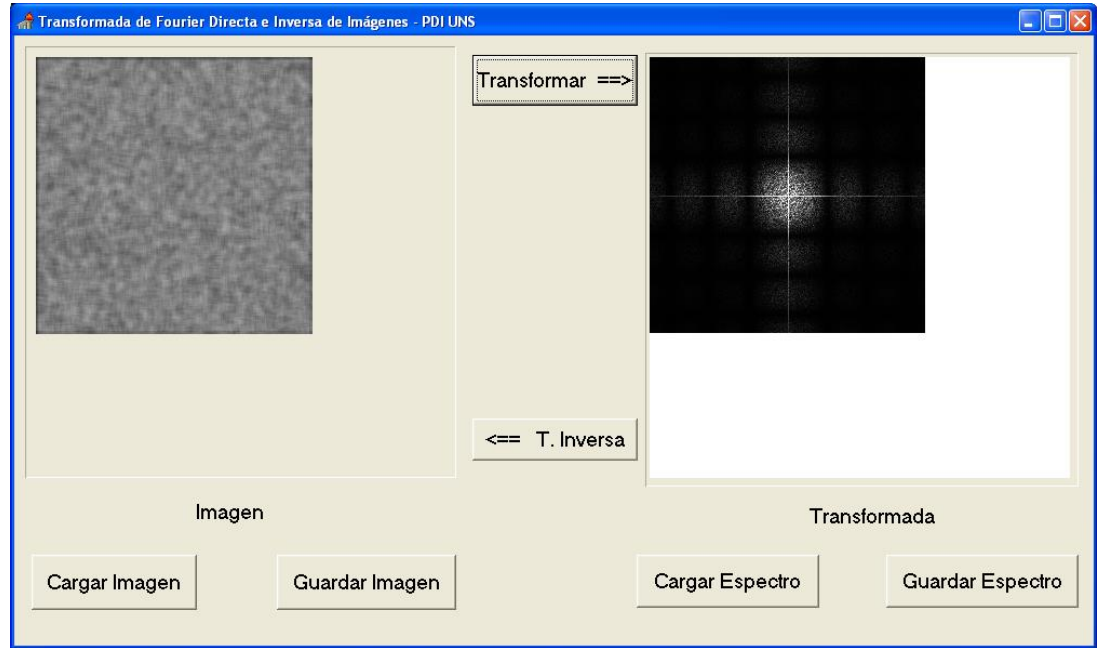 Transformada de Fourier Directa e Inversa de Imágenes - PDI UNS
Transformar ==>
<== T. Inversa
Imagen
Transformada
Cargar Imagen
Guardar Imagen
Cargar Espectro
Guardar Espectro